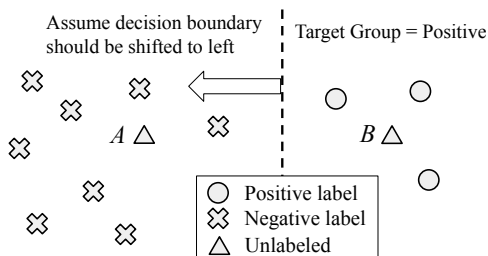 Assume decision boundary
should be shifted to left
Target Group = Positive
A
B
Positive label
Negative label
Unlabeled